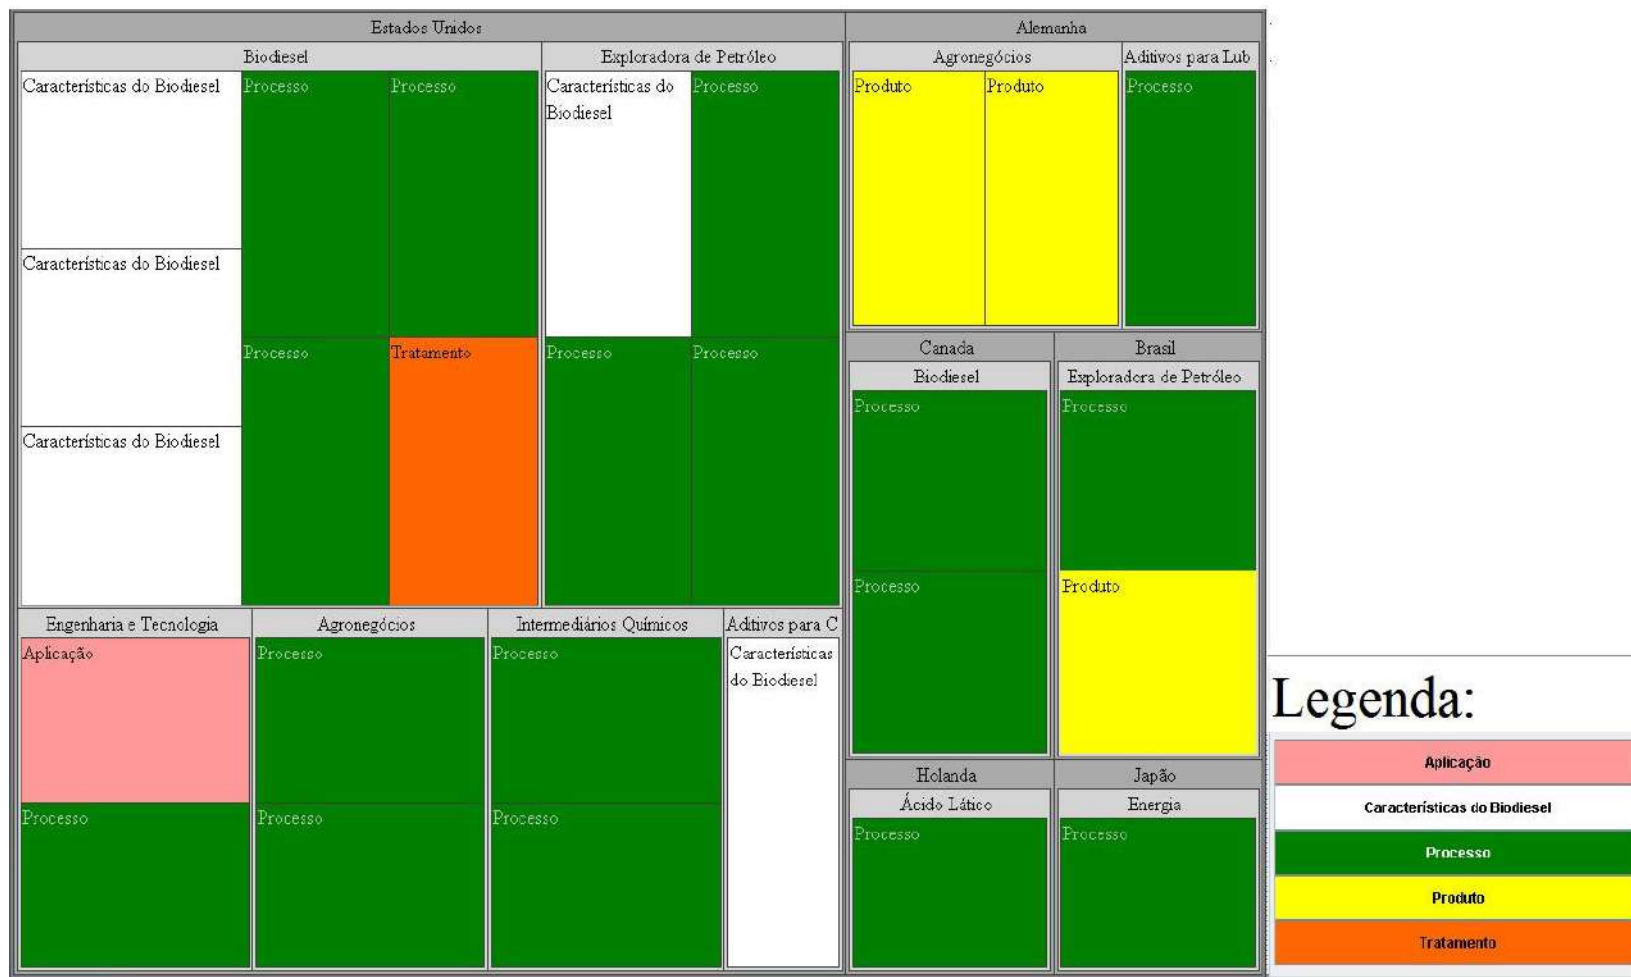 Estados Unidos
Biodiesel
Características do Biodiesel
Processo
Processo
Características do Biodiesel
Processo
Tratamento
Características do Biodiesel
Exploradora de Petróleo
Características do
Biodiesel
Processo
Processo
Processo
Engenharia e Tecnologia
Aplicação
Processo
Agronegócios
Processo
Processo
Intermediários Químicos
Processo
Processo
Aditivos para C
Características
do Biodiesel
Alemanha
Agronegócios
Produto
Produto
Aditivos para Lub
Processo
Canada
Biodiesel
Processo
Processo
Brasil
Exploradora de Petróleo
Processo
Produto
Holanda
Ácido Lático
Processo
Japão
Energia
Processo
Legenda:
Aplicação
Características do Biodiesel
Processo
Produto
Tratamento